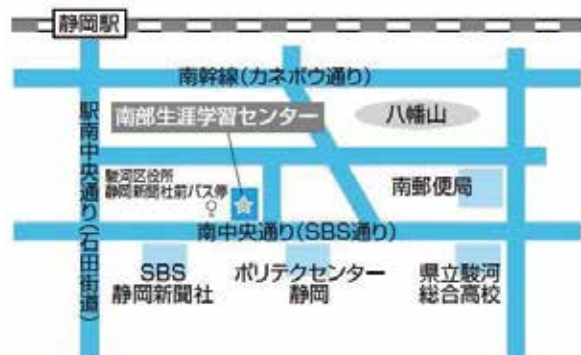 静岡駅
南幹線(カネボウ通り)
南部生涯学習センター
八幡山
駅南中央通り(石田街道)
駿河区役所
静岡新聞社前バス停
南郵便局
南中央通り(SBS通り)
SBS
静岡新聞社
ポリテクセンター
静岡
県立駿河
総合高校